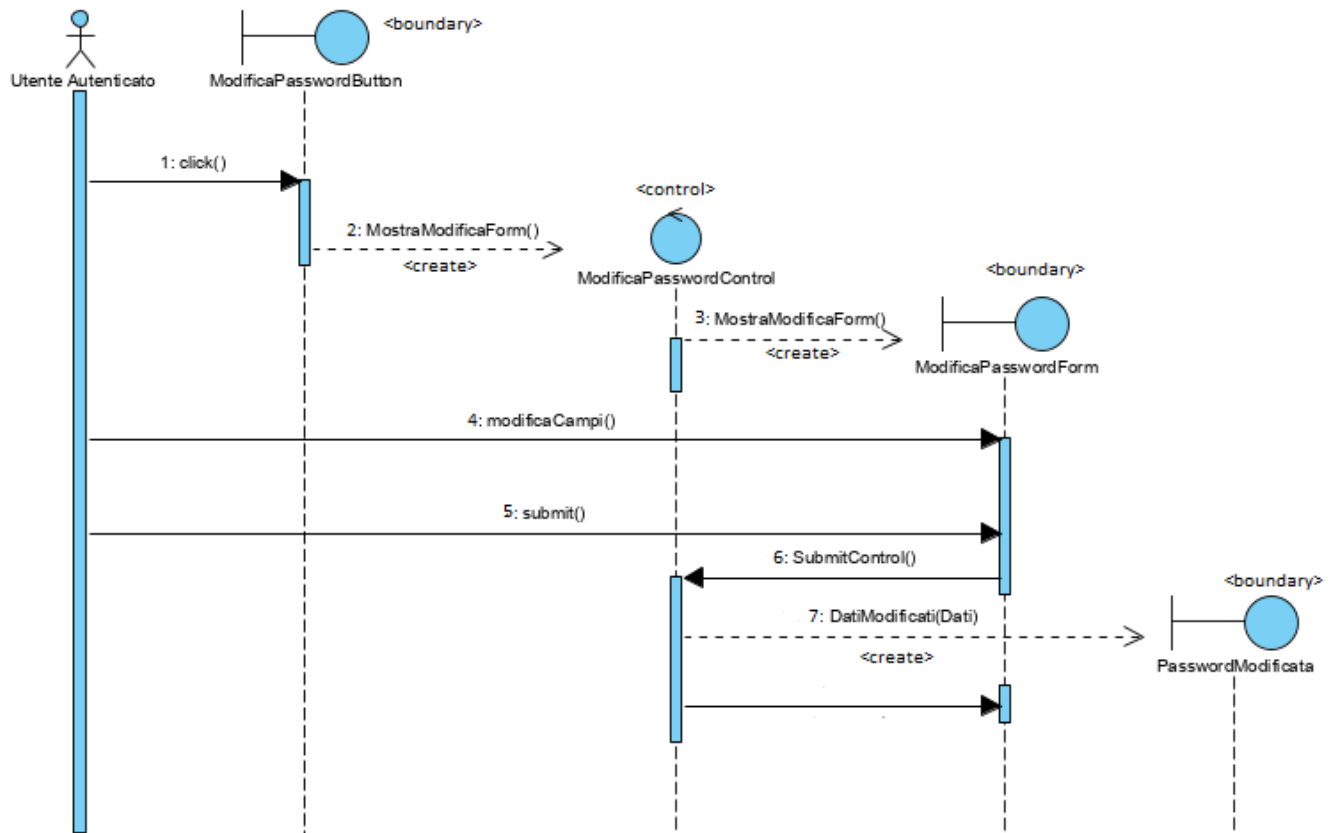 <boundary>
Utente Autenticato
ModificaPasswordButton
1: click()
<control>
2: MostraModificaForm()
<create>
ModificaPasswordControl
<boundary>
3: MostraModificaForm()
<create>
ModificaPasswordForm
4: modificaCampi()
5: submit()
6: SubmitControl()
<boundary>
7: DatiModificati(Dati)
<create>
PasswordModificata